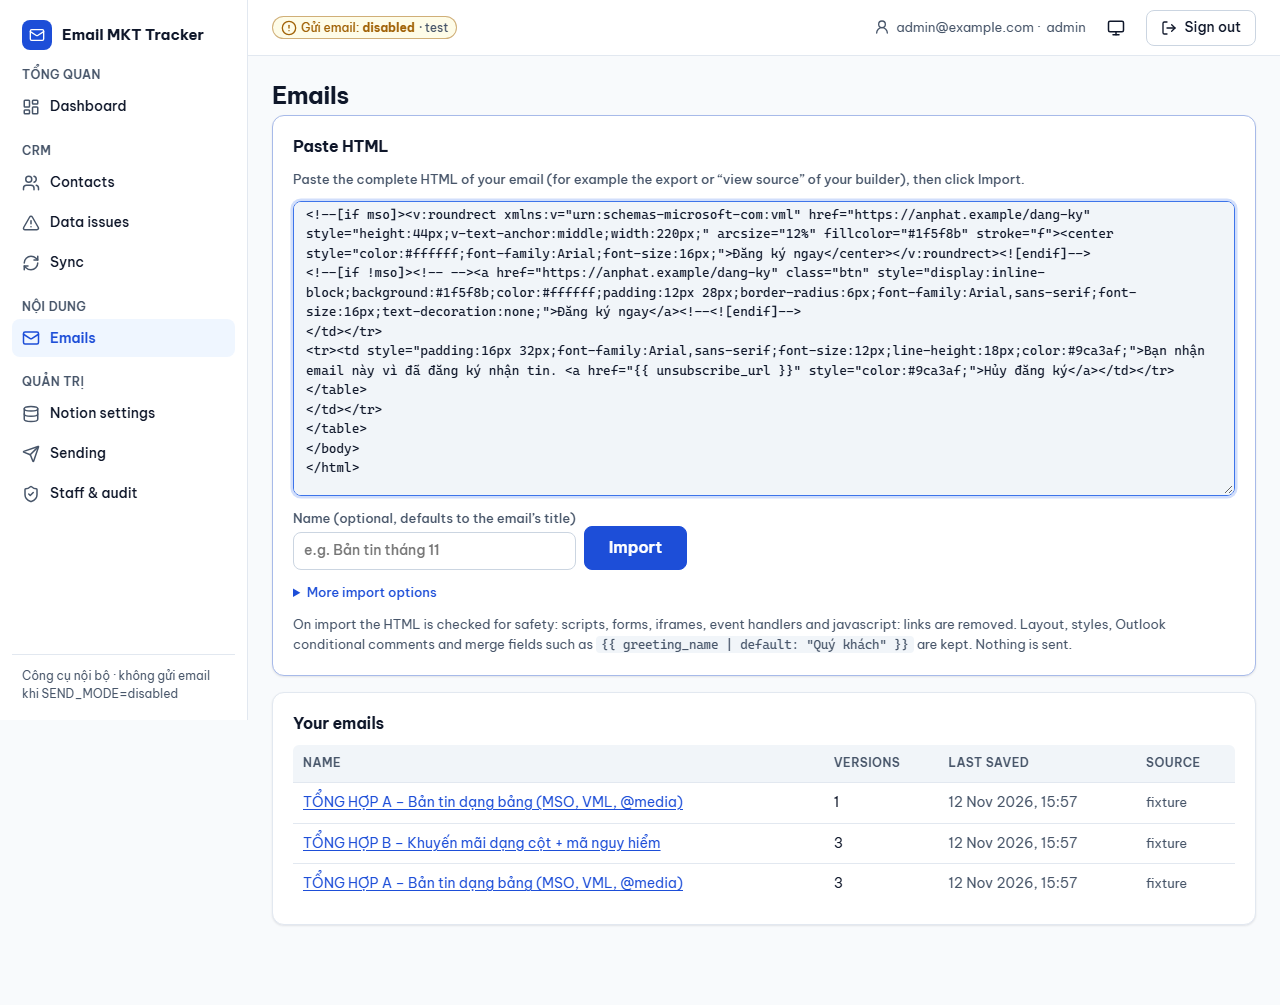 Email MKT Tracker
TỔNG QUAN
Dashboard
CRM
Contacts
Data issues
Sync
NỘI DUNG
Emails
QUẢN TRỊ
Notion settings
Sending
Staff & audit
Công cụ nội bộ · không gửi email
khi SEND_MODE=disabled
Gửi email: disabled · test
admin@example.com · admin
Sign out
Emails
Paste HTML
Paste the complete HTML of your email (for example the export or “view source” of your builder), then click Import.
<!--[if mso]><v:roundrect xmlns:v="urn:schemas-microsoft-com:vml" href="https://anphat.example/dang-ky"
style="height:44px;v-text-anchor:middle;width:220px;" arcsize="12%" fillcolor="#1f5f8b" stroke="f"><center
style="color:#ffffff;font-family:Arial;font-size:16px;">Đăng ký ngay</center></v:roundrect><![endif]-->
<!--[if !mso]><!-- --><a href="https://anphat.example/dang-ky" class="btn" style="display:inline-
block;background:#1f5f8b;color:#ffffff;padding:12px 28px;border-radius:6px;font-family:Arial,sans-serif;font-
size:16px;text-decoration:none;">Đăng ký ngay</a><!--<![endif]-->
</td></tr>
<tr><td style="padding:16px 32px;font-family:Arial,sans-serif;font-size:12px;line-height:18px;color:#9ca3af;">Bạn nhận
email này vì đã đăng ký nhận tin. <a href="{{ unsubscribe_url }}" style="color:#9ca3af;">Hủy đăng ký</a></td></tr>
</table>
</td></tr>
</table>
</body>
</html>
Name (optional, defaults to the email's title)
e.g. Bản tin tháng 11
Import
More import options
On import the HTML is checked for safety: scripts, forms, iframes, event handlers and javascript: links are removed. Layout, styles, Outlook
conditional comments and merge fields such as {{ greeting_name | default: "Quý khách" }} are kept. Nothing is sent.
Your emails
NAME VERSIONS LAST SAVED SOURCE
TỔNG HỢP A – Bản tin dạng bảng (MSO, VML, @media) 1 12 Nov 2026, 15:57 fixture
TỔNG HỢP B – Khuyến mãi dạng cột + mã nguy hiểm 3 12 Nov 2026, 15:57 fixture
TỔNG HỢP A – Bản tin dạng bảng (MSO, VML, @media) 3 12 Nov 2026, 15:57 fixture